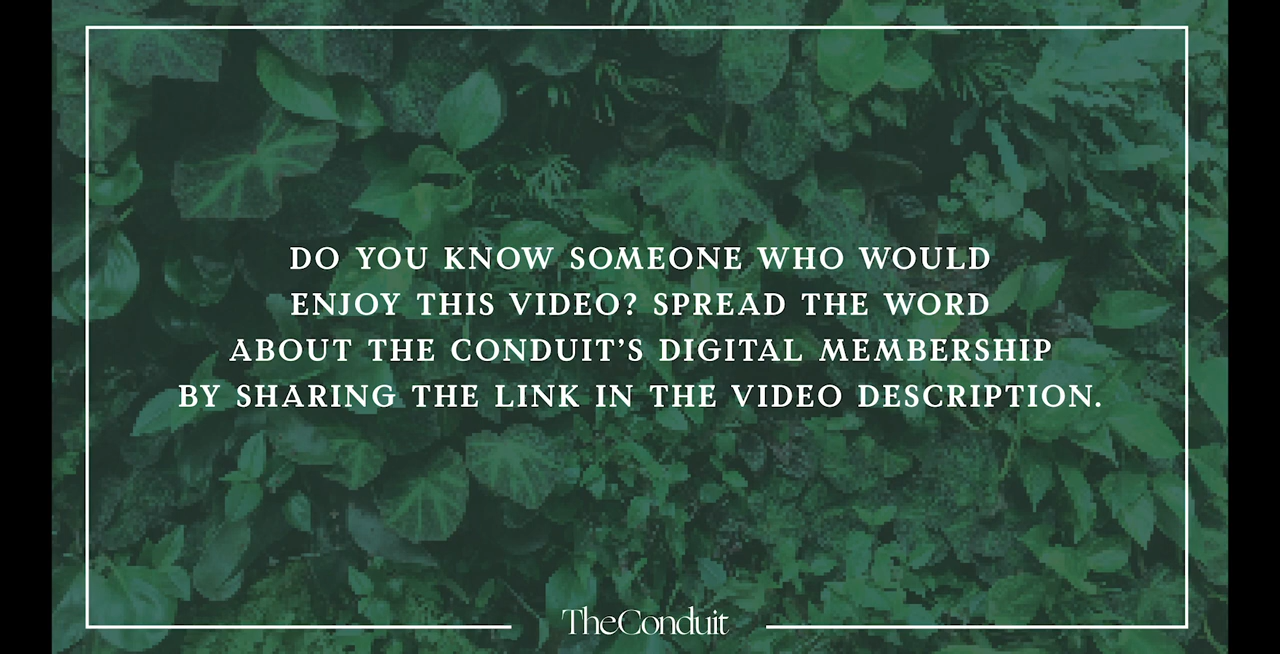 DO YOU KNOW SOMEONE WHO WOULD
ENJOY THIS VIDEO? SPREAD THE WORD
ABOUT THE CONDUIT’S DIGITAL MEMBERSHIP
BY SHARING THE LINK IN THE VIDEO DESCRIPTION.
TheConduit